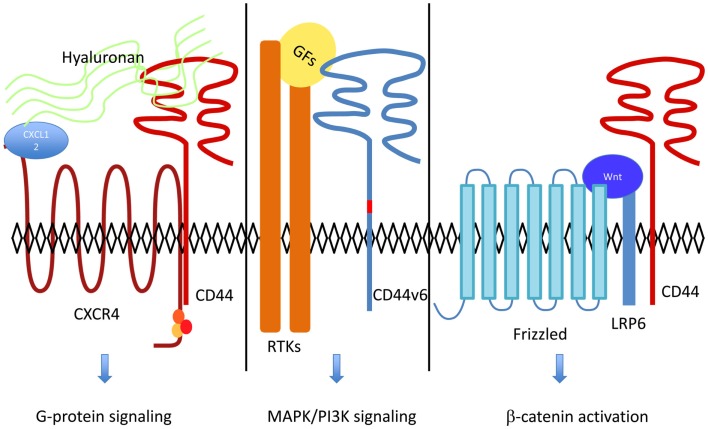 Hyaluronan
CXCL1
2
CXCR4
CD44
G-protein signaling
GFs
CD44v6
RTKs
MAPK/PI3K signaling
Wnt
CD44
LRP6
Frizzled
β-catenin activation